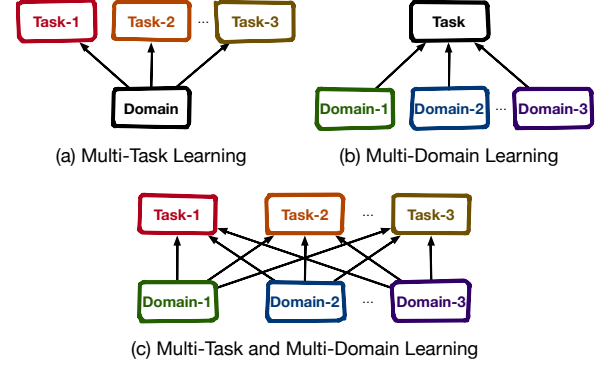 Task-1 Task-2 ... Task-3
Domain
(a) Multi-Task Learning
Task
Domain-1 Domain-2 ... Domain-3
(b) Multi-Domain Learning
Task-1 Task-2 ... Task-3
Domain-1 Domain-2 ... Domain-3
(c) Multi-Task and Multi-Domain Learning